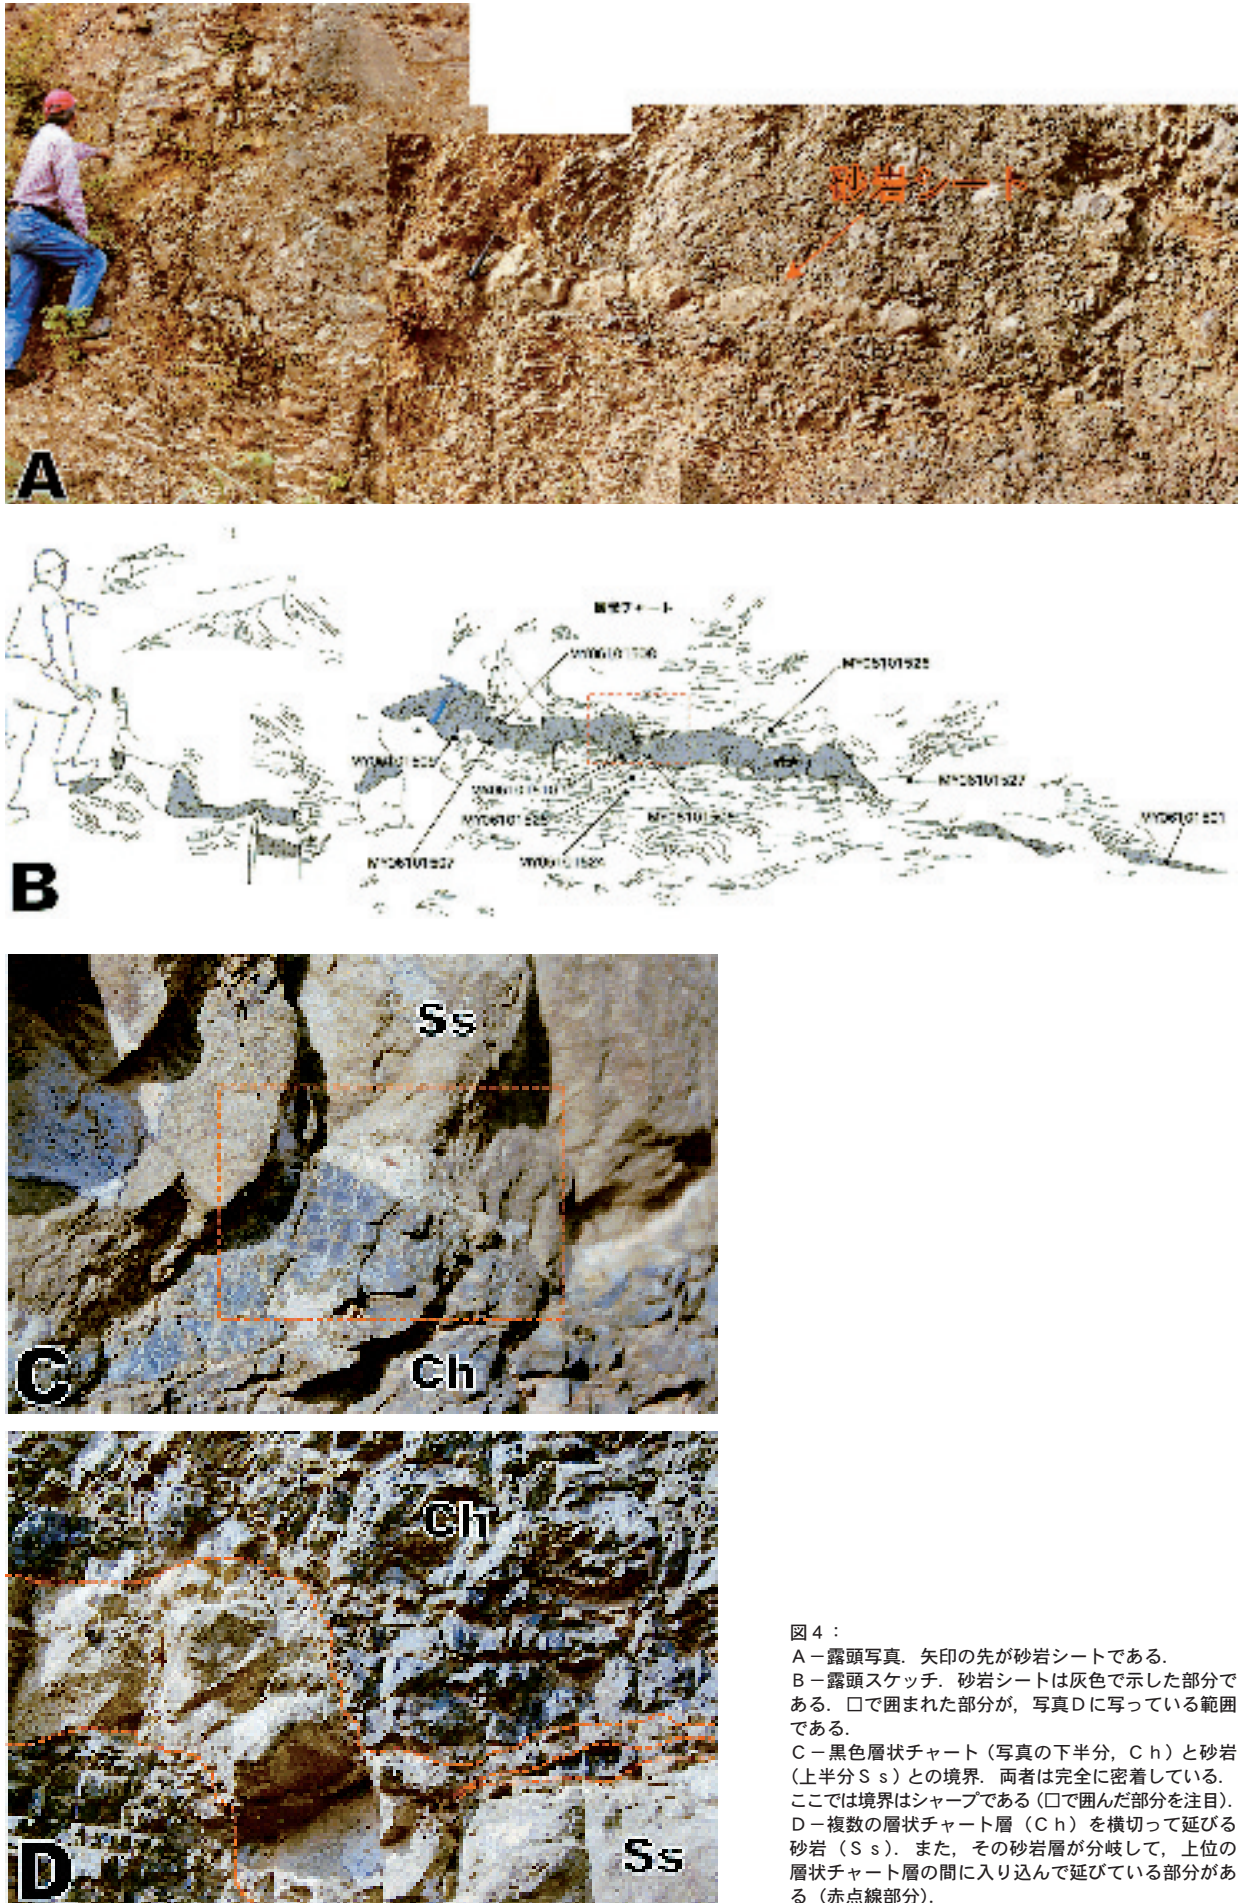 砂岩シート
A
MY06101527
MY06101501
MY06101507
B
Ss
C
Ch
Ch
D
Ss
図4：
A－露頭写真．矢印の先が砂岩シートである．
B－露頭スケッチ．砂岩シートは灰色で示した部分で
ある．□で囲まれた部分が，写真Dに写っている範囲
である．
C－黒色層状チャート（写真の下半分，Ｃｈ）と砂岩
（上半分Ｓｓ）との境界．両者は完全に密着している．
ここでは境界はシャープである（□で囲んだ部分を注目）．
D－複数の層状チャート層（Ｃｈ）を横切って延びる
砂岩（Ｓｓ）．また，その砂岩層が分岐して，上位の
層状チャート層の間に入り込んで延びている部分があ
る（赤点線部分）．